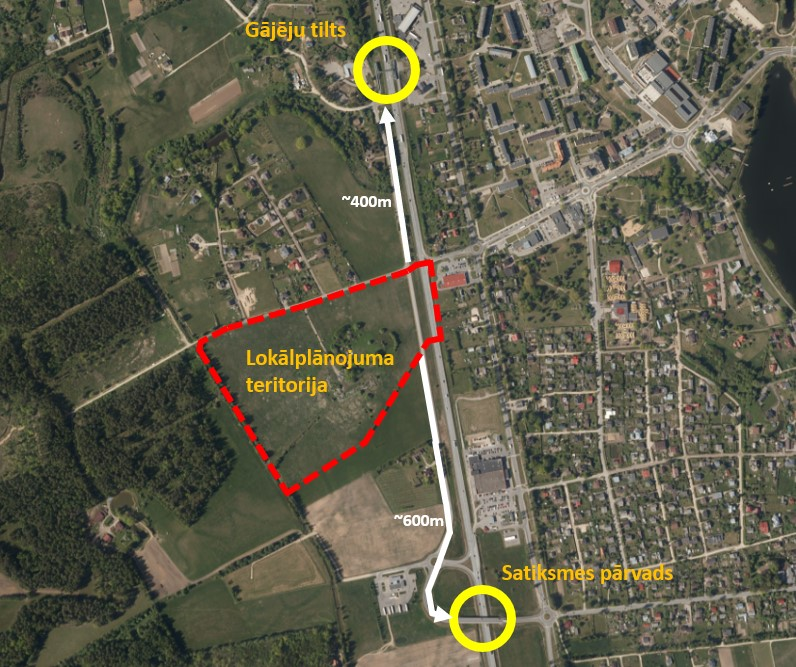 Gājēju tilts
~400m
Lokālplānojuma
teritorija
~600m
Satiksmes pārvads